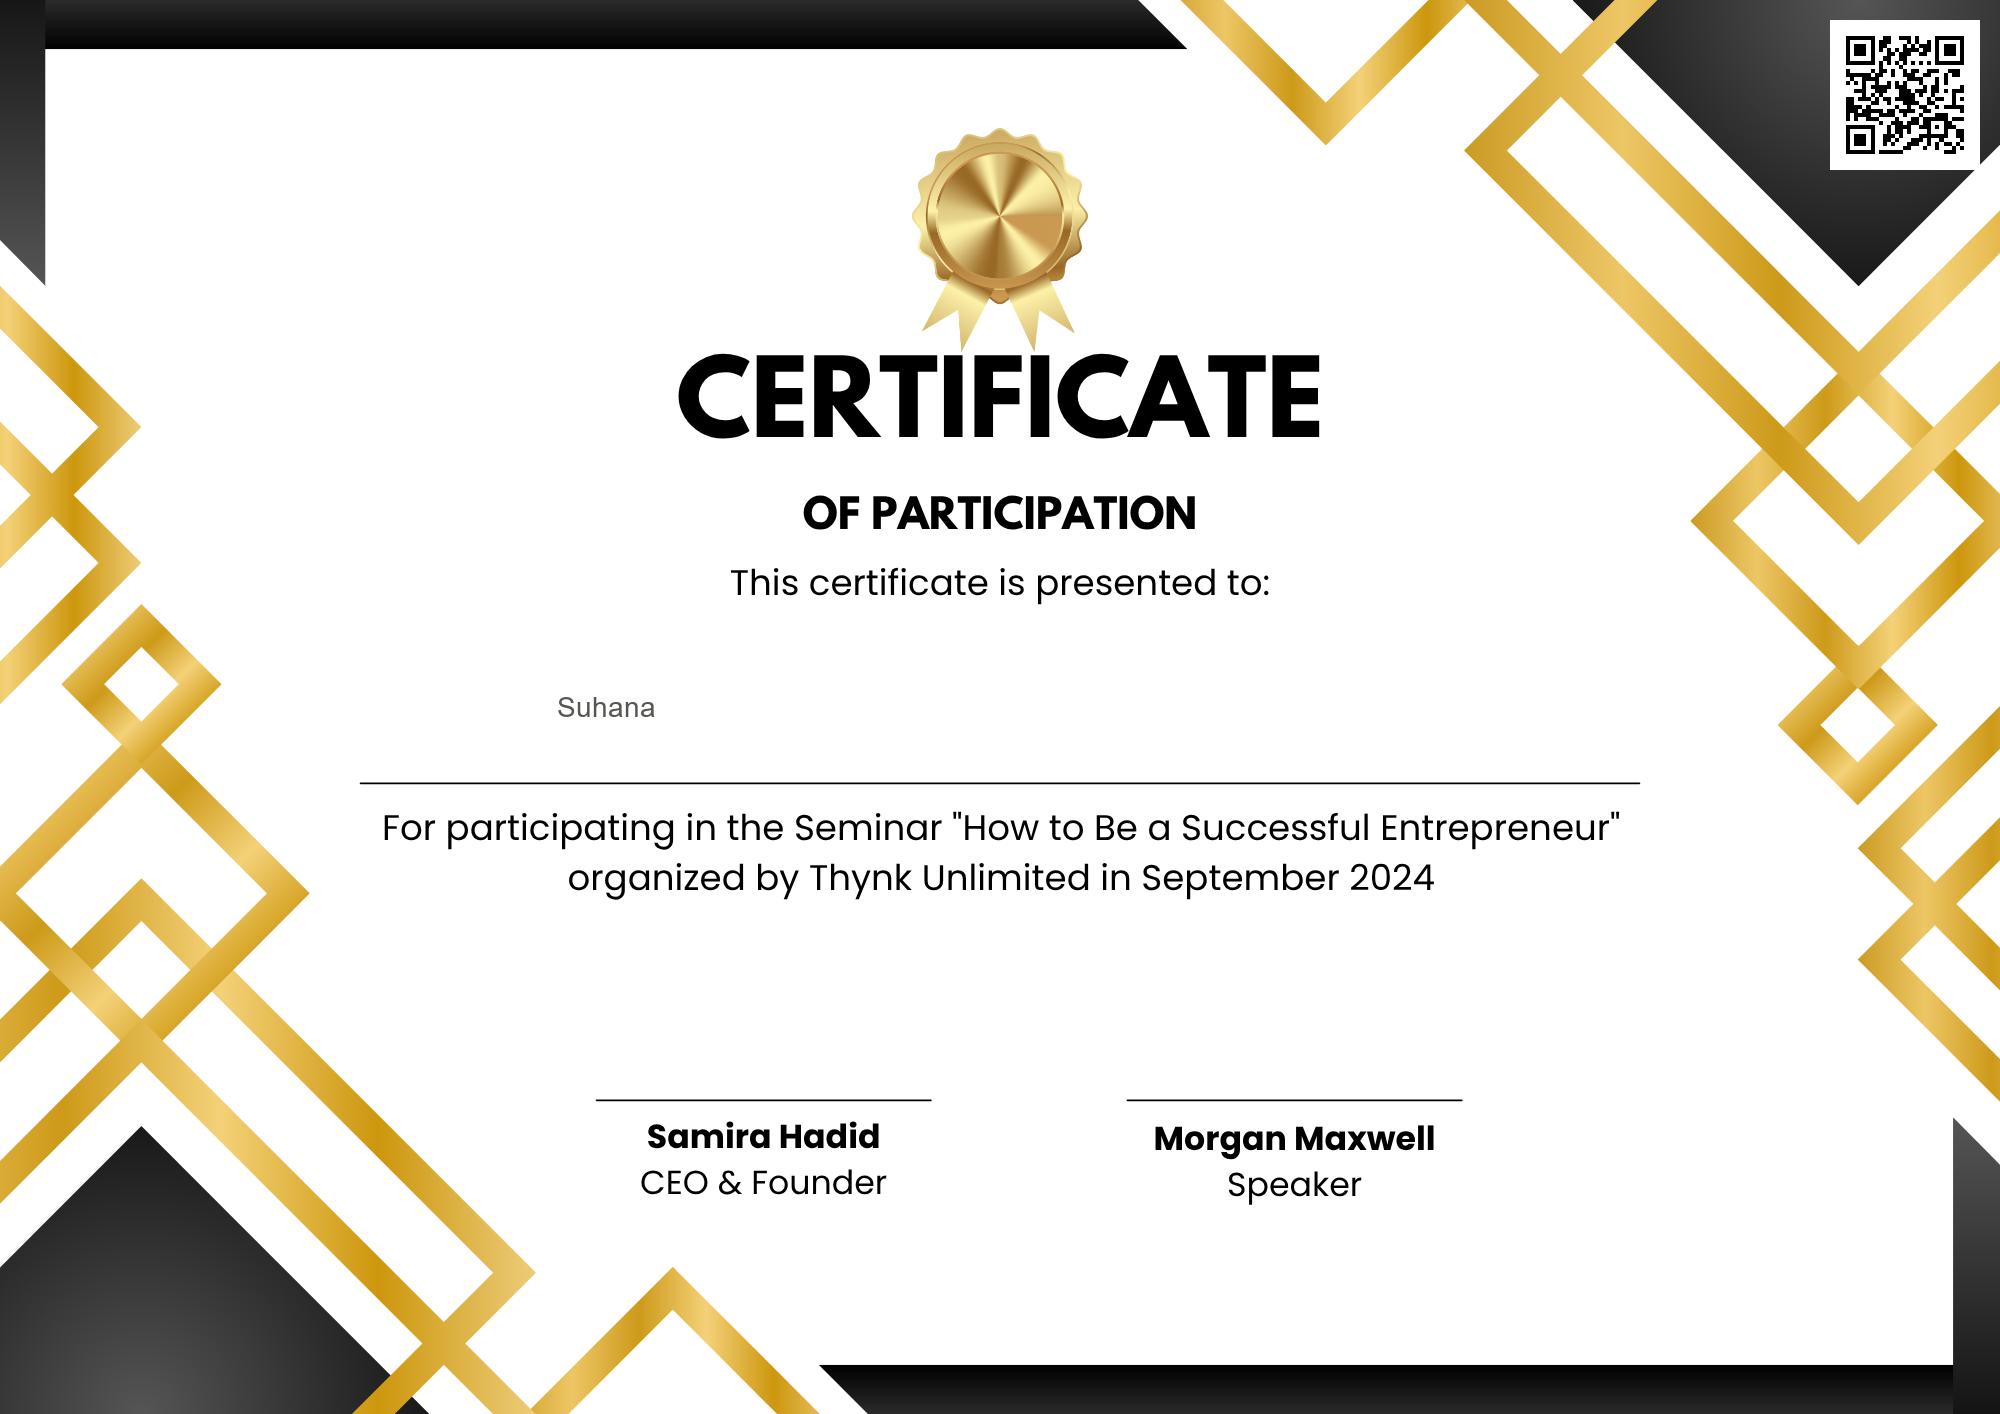 CERTIFICATE
OF PARTICIPATION
This certificate is presented to:
Suhana
For participating in the Seminar "How to Be a Successful Entrepreneur"
organized by Thynk Unlimited in September 2024
Samira Hadid
CEO & Founder
Morgan Maxwell
Speaker